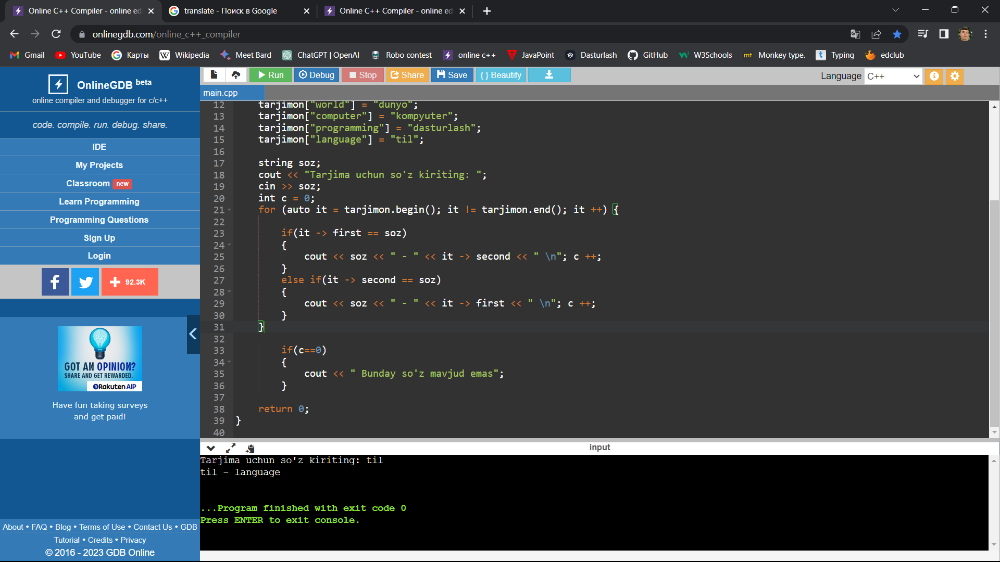 Online C++ Compiler - online ed
translate - Поиск в Google
Online C++ Compiler - online ed
onlinegdb.com/online_c++_compiler
Gmail YouTube Карты Wikipedia Meet Bard ChatGPT | OpenAI Robo contest online c++ JavaPoint Dasturlash GitHub W3Schools mt Monkey type. t Typing edclub
OnlineGDB beta
online compiler and debugger for c/c++
code. compile. run. debug. share.
IDE
My Projects
Classroom new
Learn Programming
Programming Questions
Sign Up
Login
92.3K
GOT AN OPINION?
SHARE AND GET REWARDED.
Rakuten AIP
Have fun taking surveys
and get paid!
About • FAQ • Blog • Terms of Use • Contact Us • GDB
Tutorial • Credits • Privacy
© 2016 - 2023 GDB Online
Run Debug Stop Share Save {} Beautify
Language C++
main.cpp
12 tarjimon["world"] = "dunyo";
13 tarjimon["computer"] = "kompyuter";
14 tarjimon["programming"] = "dasturlash";
15 tarjimon["language"] = "til";
16
17 string soz;
18 cout << "Tarjima uchun so'z kiriting: ";
19 cin >> soz;
20 int c = 0;
21 for (auto it = tarjimon.begin(); it != tarjimon.end(); it ++) {
22
23 if(it -> first == soz)
24 {
25 cout << soz << " - " << it -> second << " \n"; c ++;
26 }
27 else if(it -> second == soz)
28 {
29 cout << soz << " - " << it -> first << " \n"; c ++;
30 }
31 }
32
33 if(c==0)
34 {
35 cout << " Bunday so'z mavjud emas";
36 }
37
38 return 0;
39 }
40
input
Tarjima uchun so'z kiriting: til
til - language
...Program finished with exit code 0
Press ENTER to exit console.